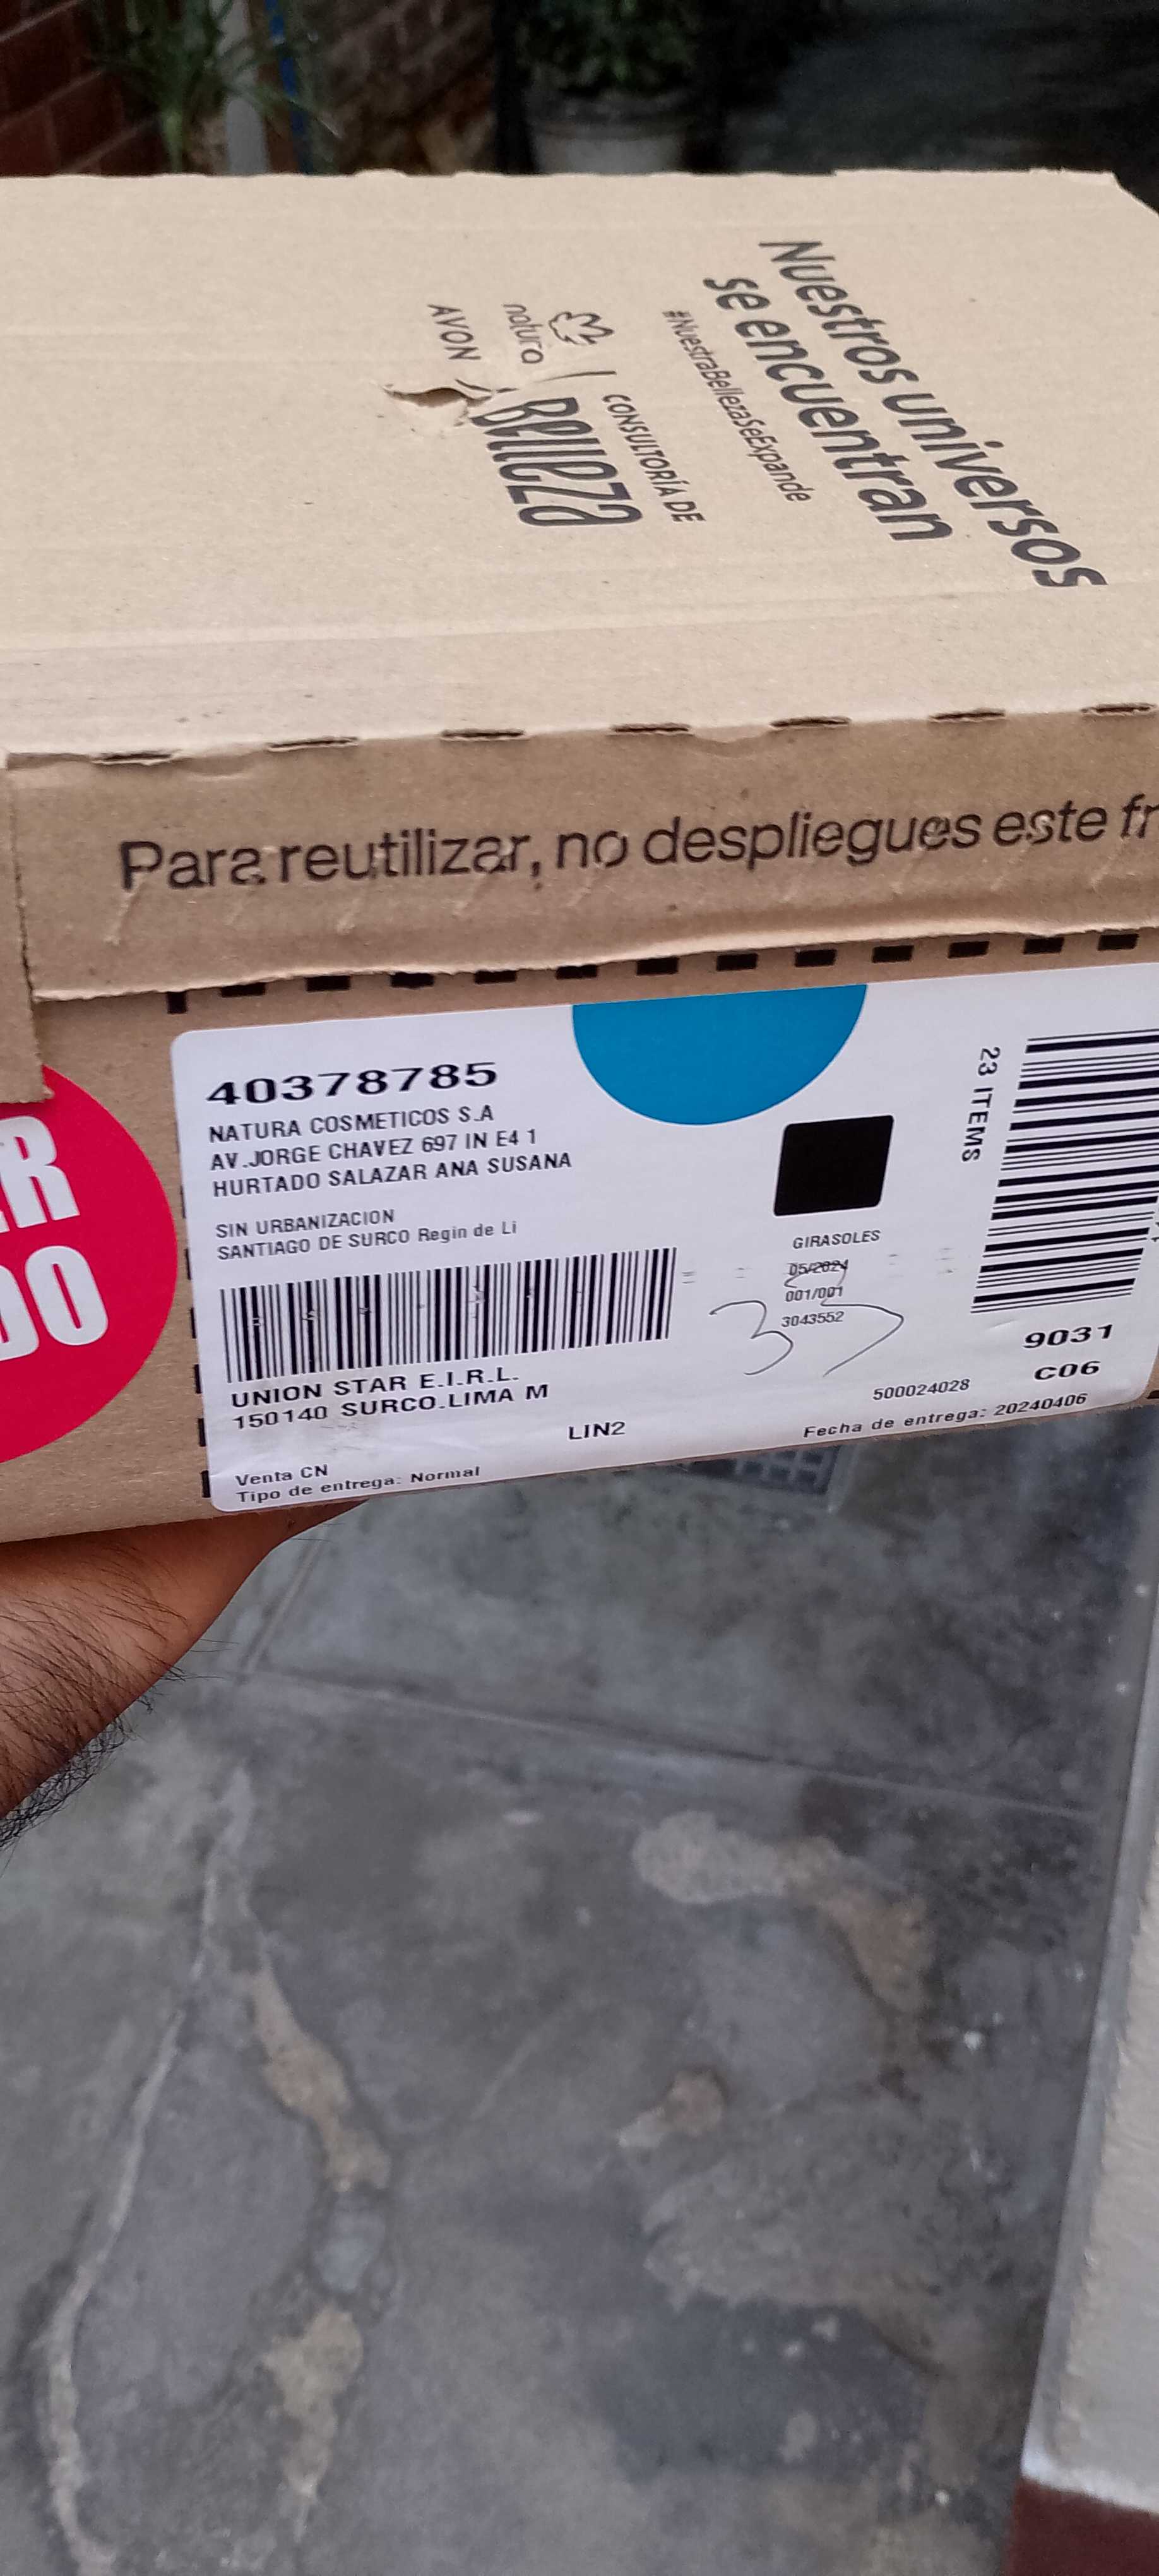 Nuestros universos
se encuentran
#NuestraBellezaSeExpande
CONSULTORÍA DE
Belleza
natura
AVON
Para reutilizar, no despliegues este
40378785
NATURA COSMETICOS S.A
AV.JORGE CHAVEZ 697 IN E4 1
HURTADO SALAZAR ANA SUSANA
SIN URBANIZACION
SANTIAGO DE SURCO Regin de Li
UNION STAR E.I.R.L.
150140 SURCO.LIMA M
LIN2
Venta CN
Tipo de entrega: Normal
23 ITEMS
GIRASOLES
05/2024
001/001
3043552
9031
C06
500024028
Fecha de entrega: 20240406